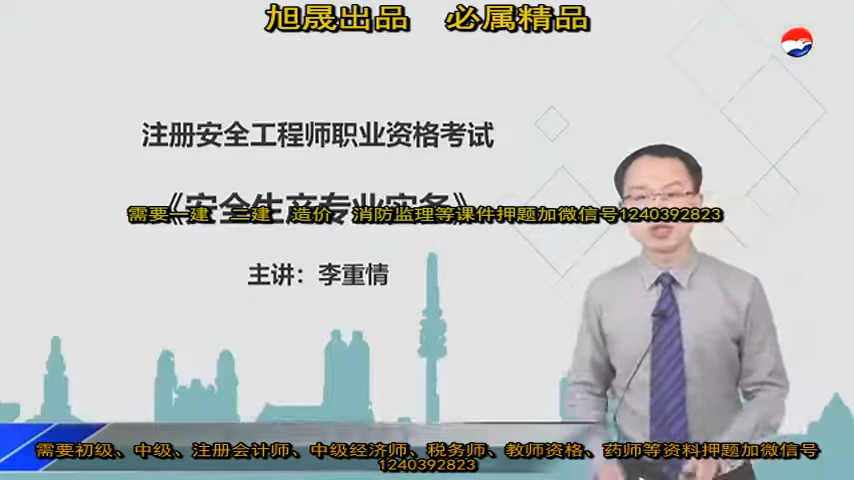 旭晟出品 必属精品
注册安全工程师职业资格考试
《安全生产专业实务》
需要一建 二建 造价 消防监理等课件押题加微信号1240392823
主讲：李重情
需要初级、中级、注册会计师、中级经济师、税务师、教师资格、药师等资料押题加微信号
1240392823